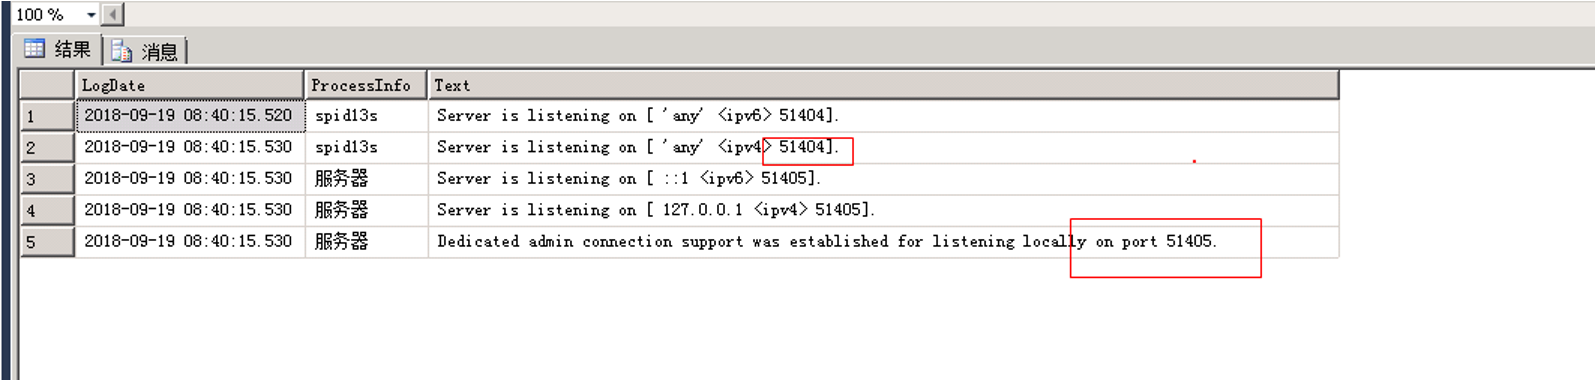 100 %
结果 消息
LogDate ProcessInfo Text
1 2018-09-19 08:40:15.520 spid13s Server is listening on [ 'any' <ipv6> 51404].
2 2018-09-19 08:40:15.530 spid13s Server is listening on [ 'any' <ipv4> 51404].
3 2018-09-19 08:40:15.530 服务器 Server is listening on [ ::1 <ipv6> 51405].
4 2018-09-19 08:40:15.530 服务器 Server is listening on [ 127.0.0.1 <ipv4> 51405].
5 2018-09-19 08:40:15.530 服务器 Dedicated admin connection support was established for listening locally on port 51405.